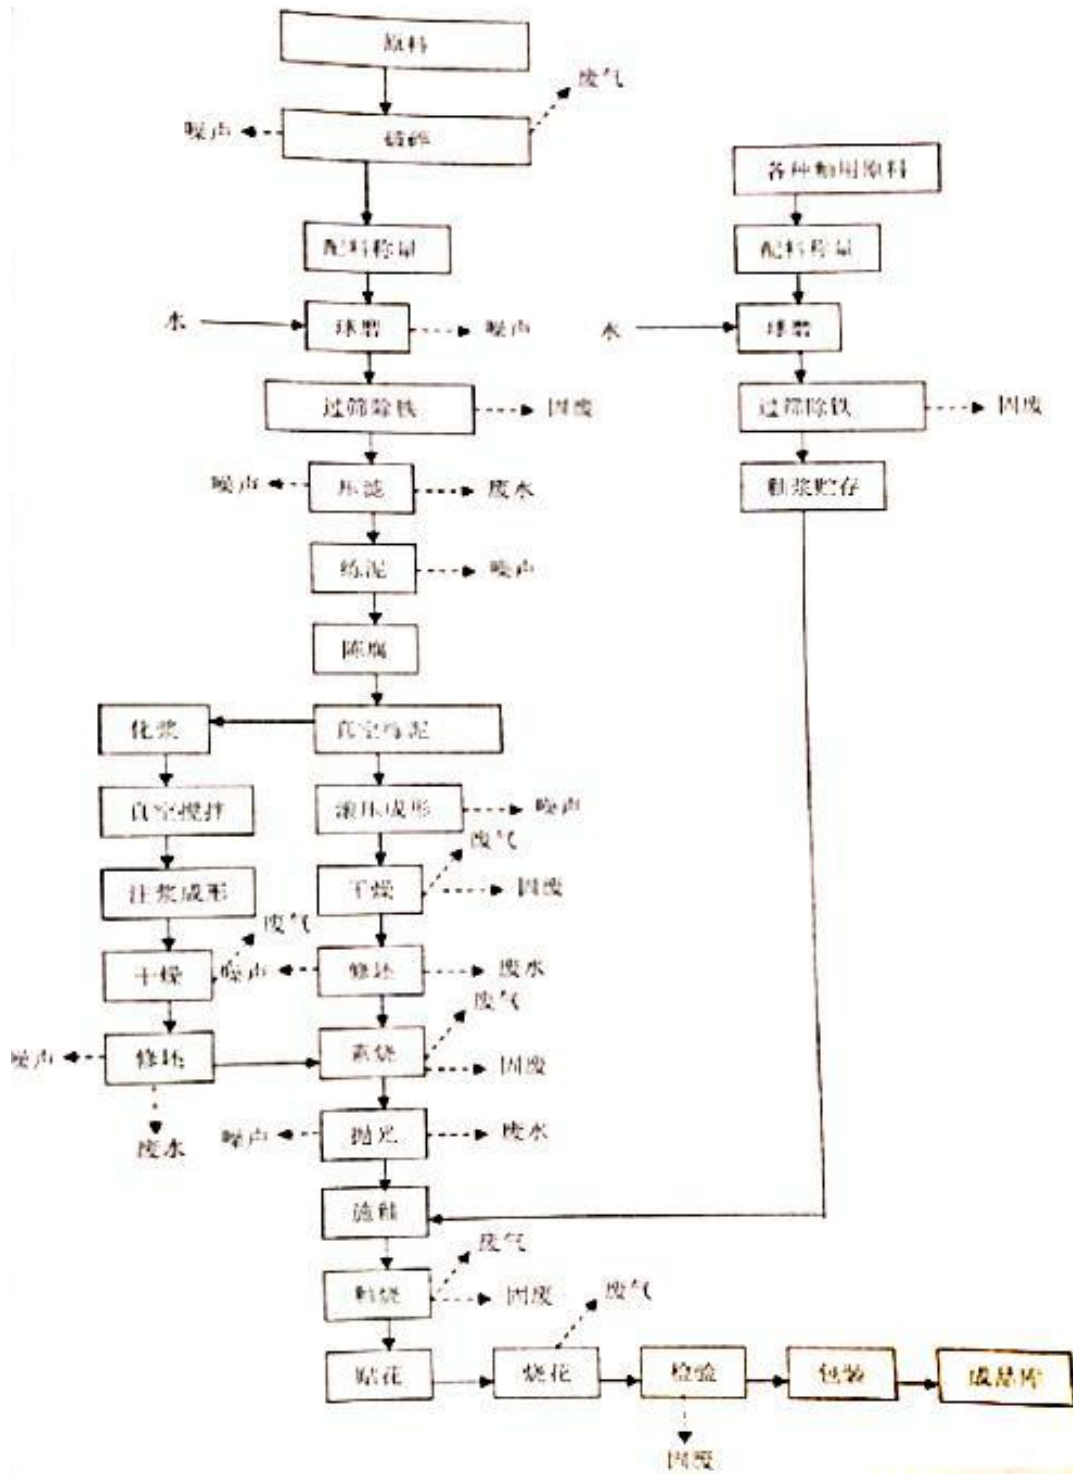 原料
废气
噪声
破碎
各种釉用原料
配料称量
配料称量
水
球磨
噪声
水
球磨
过筛除铁
固废
过筛除铁
固废
噪声
压滤
废水
釉浆贮存
练泥
噪声
陈腐
化浆
真空练泥
真空搅拌
滚压成形
噪声
废气
注浆成形
干燥
固废
废气
干燥
噪声
修坯
废水
废气
噪声
修坯
素烧
固废
废水
噪声
抛光
废水
施釉
废气
釉烧
固废
废气
贴花
烧花
检验
包装
成品库
固废